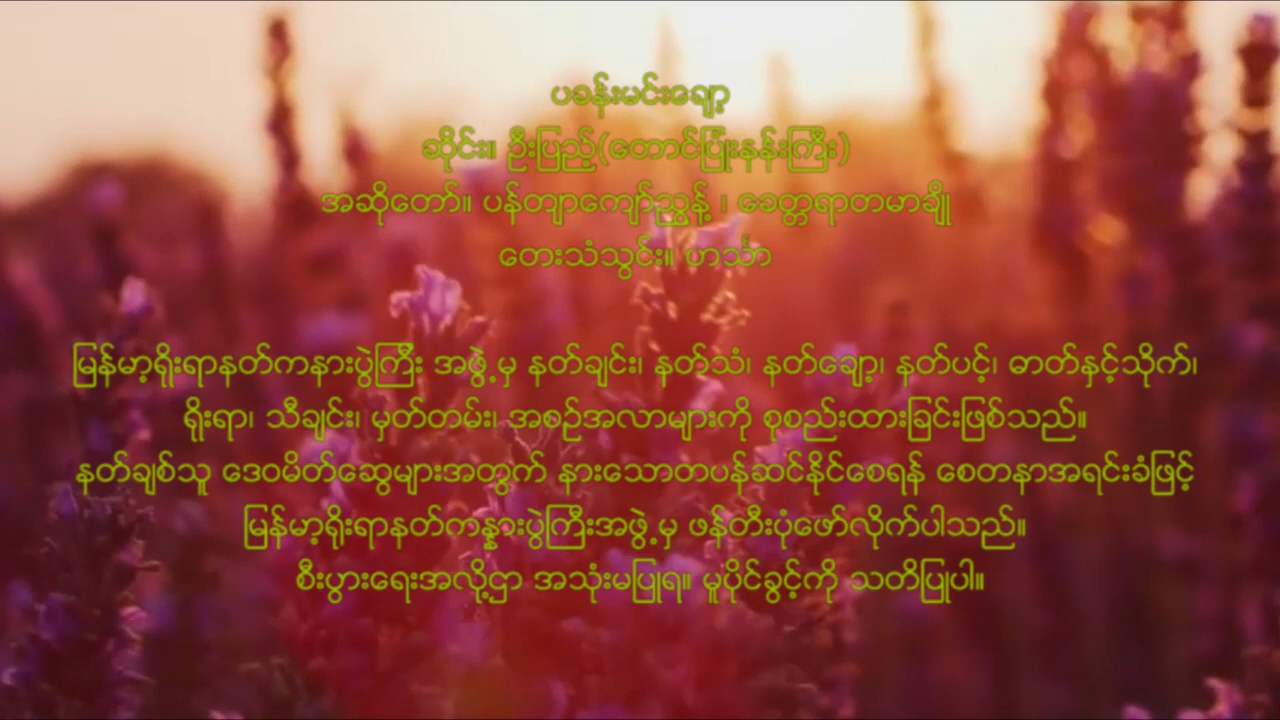 ပခန်းမင်းချော့
ဆိုင်း။ ဦးပြည့်(တောင်ပြုံးနန်းကြီး)
အဆိုတော်။ ပန်တျာကျော်ညွှန့် ၊ ခေတ္တရာတမာချို
တေးသံသွင်း။ ဟင်္သာ
မြန်မာ့ရိုးရာနတ်ကနားပွဲကြီး အဖွဲ့မှ နတ်ချင်း၊ နတ်သံ၊ နတ်ချော့၊ နတ်ပင့်၊ ဓာတ်နှင့်သိုက်၊
ရိုးရာ၊ သီချင်း၊ မှတ်တမ်း၊ အစဉ်အလာများကို စုစည်းထားခြင်းဖြစ်သည်။
နတ်ချစ်သူ ဒေဝမိတ်ဆွေများအတွက် နားသောတပန်ဆင်နိုင်စေရန် စေတနာအရင်းခံဖြင့်
မြန်မာ့ရိုးရာနတ်ကန္နားပွဲကြီးအဖွဲ့မှ ဖန်တီးပုံဖော်လိုက်ပါသည်။
စီးပွားရေးအလို့ဌာ အသုံးမပြုရ။ မူပိုင်ခွင့်ကို သတိပြုပါ။